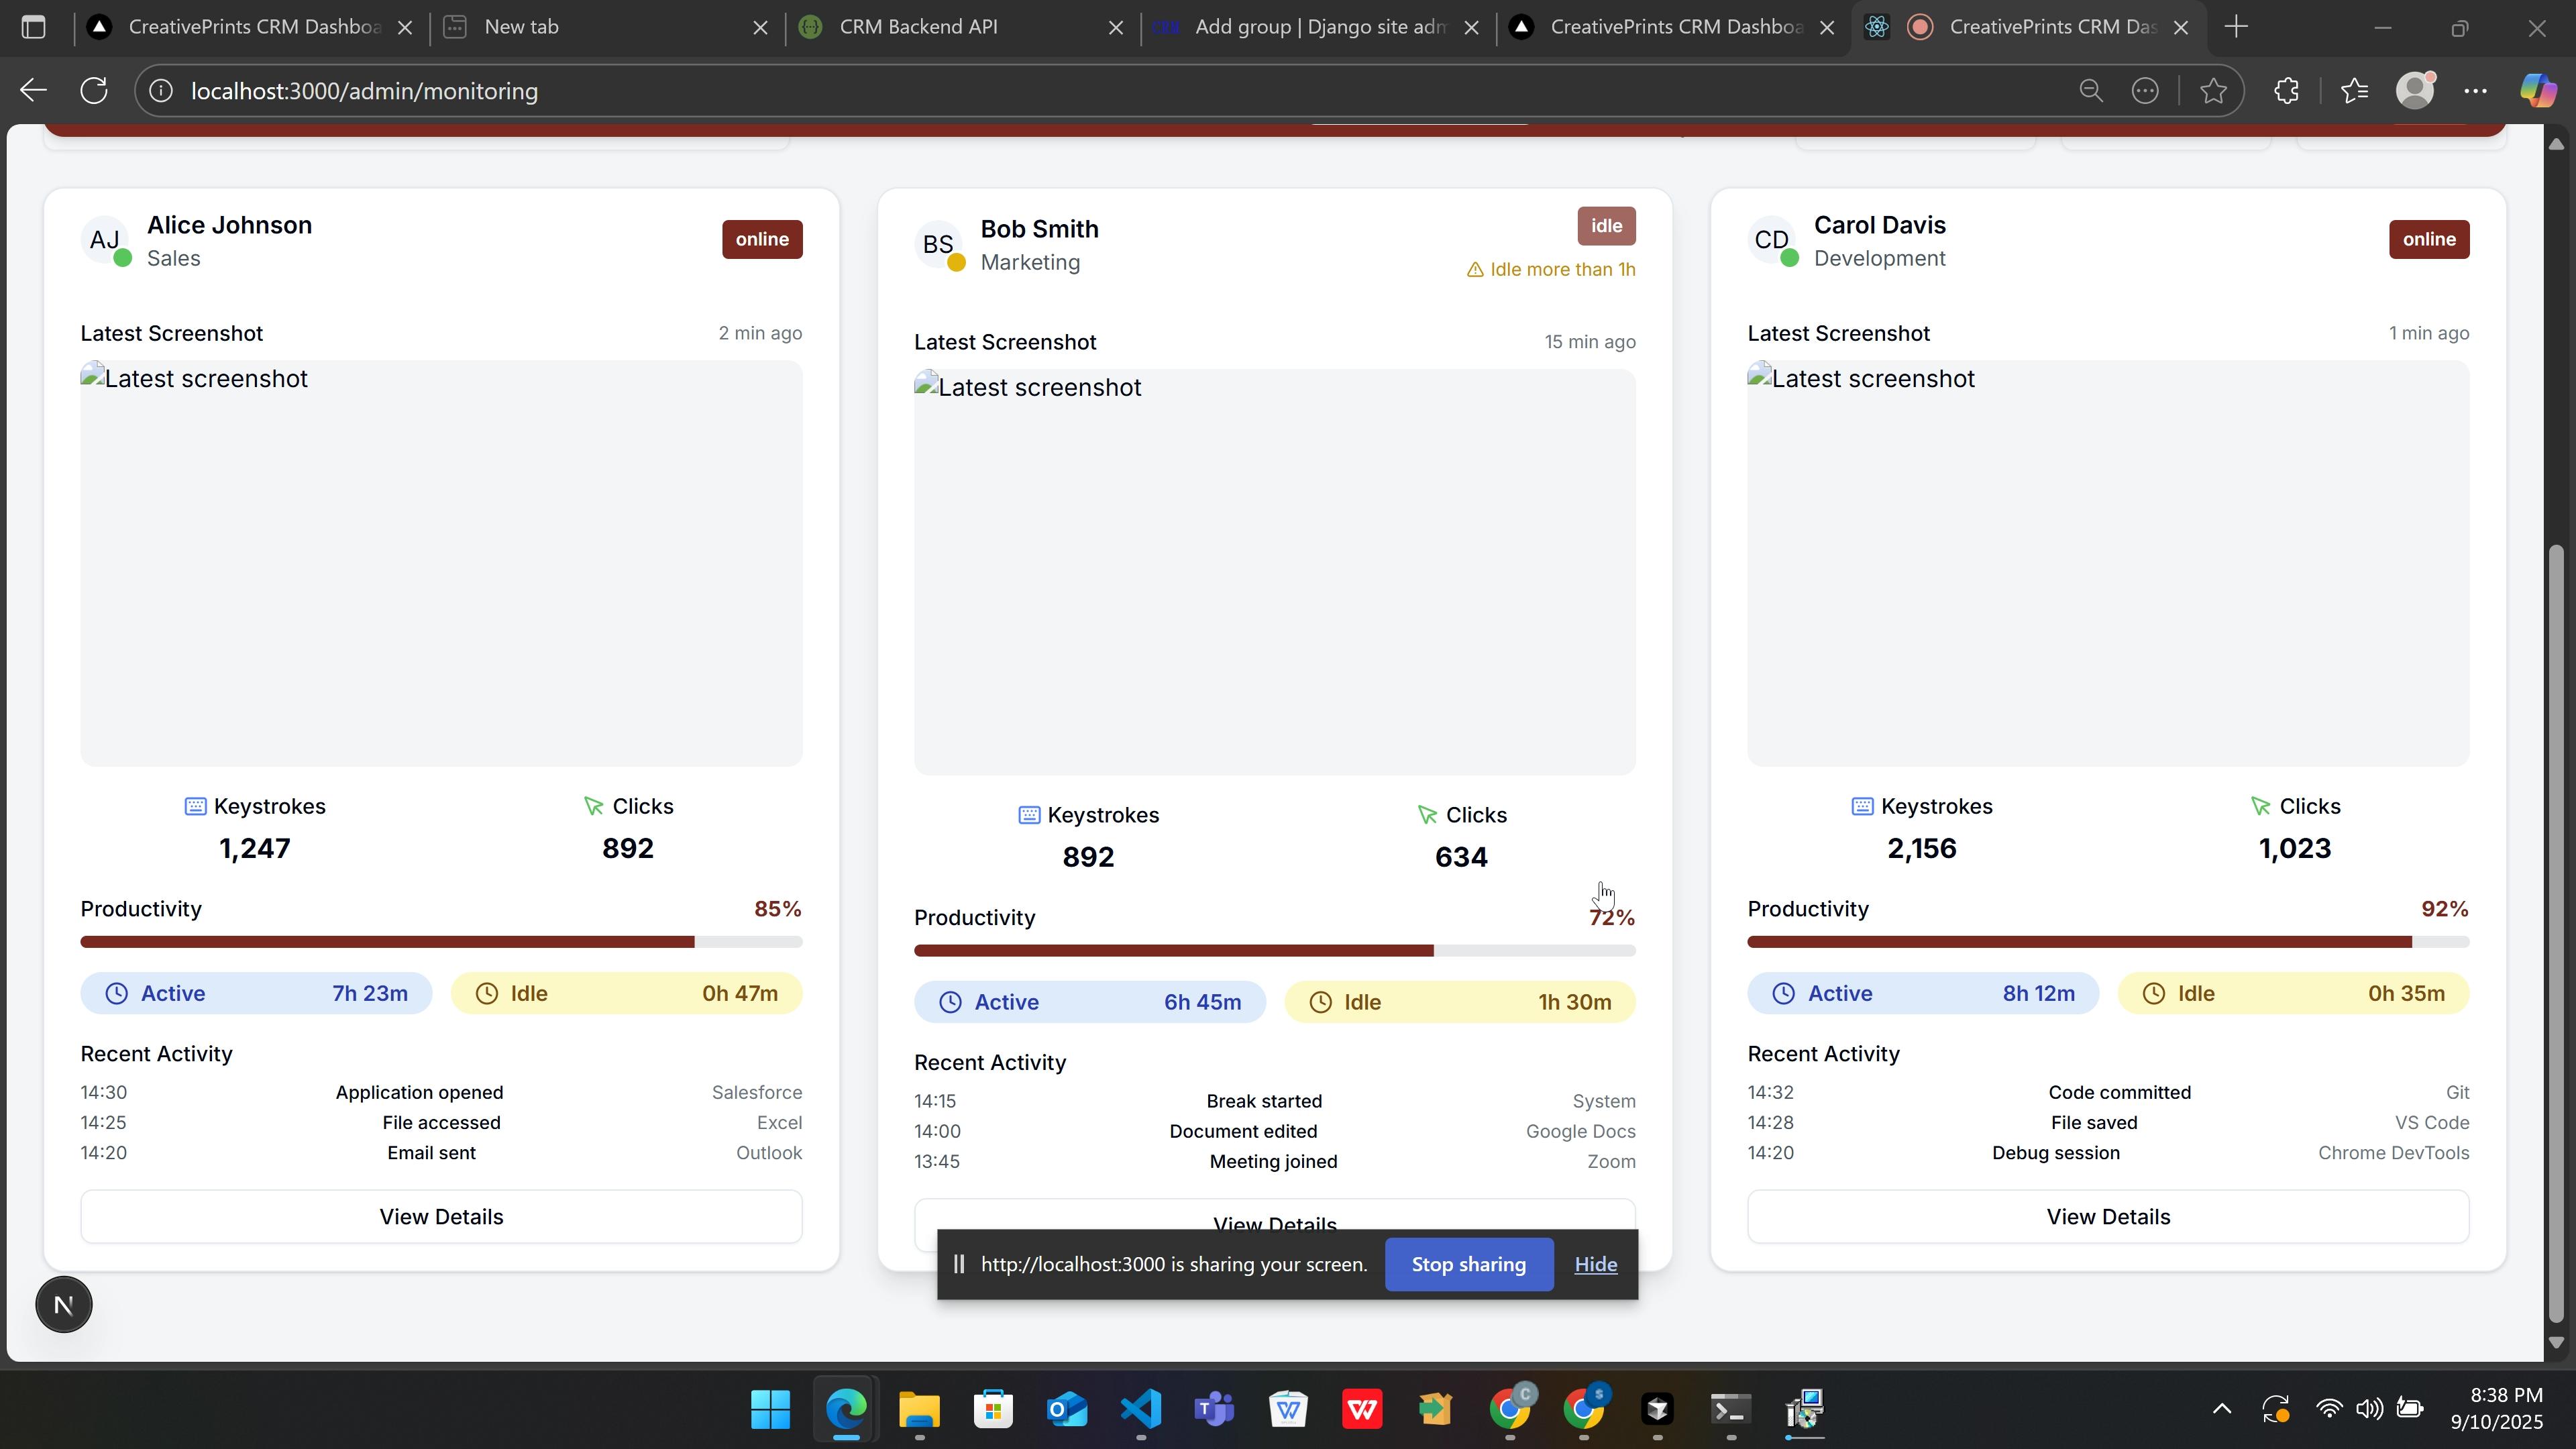 CreativePrints CRM Dashboa
New tab
CRM Backend API
Add group | Django site adm
CreativePrints CRM Dashboa
CreativePrints CRM Das
localhost:3000/admin/monitoring
AJ
Alice Johnson
Sales
online
Latest Screenshot
2 min ago
Latest screenshot
Keystrokes
Clicks
1,247
892
Productivity
85%
Active
7h 23m
Idle
0h 47m
Recent Activity
14:30 Application opened Salesforce
14:25 File accessed Excel
14:20 Email sent Outlook
View Details
BS
Bob Smith
Marketing
idle
Idle more than 1h
Latest Screenshot
15 min ago
Latest screenshot
Keystrokes
Clicks
892
634
Productivity
72%
Active
6h 45m
Idle
1h 30m
Recent Activity
14:15 Break started System
14:00 Document edited Google Docs
13:45 Meeting joined Zoom
View Details
CD
Carol Davis
Development
online
Latest Screenshot
1 min ago
Latest screenshot
Keystrokes
Clicks
2,156
1,023
Productivity
92%
Active
8h 12m
Idle
0h 35m
Recent Activity
14:32 Code committed Git
14:28 File saved VS Code
14:20 Debug session Chrome DevTools
View Details
http://localhost:3000 is sharing your screen.
Stop sharing
Hide
N
8:38 PM
9/10/2025